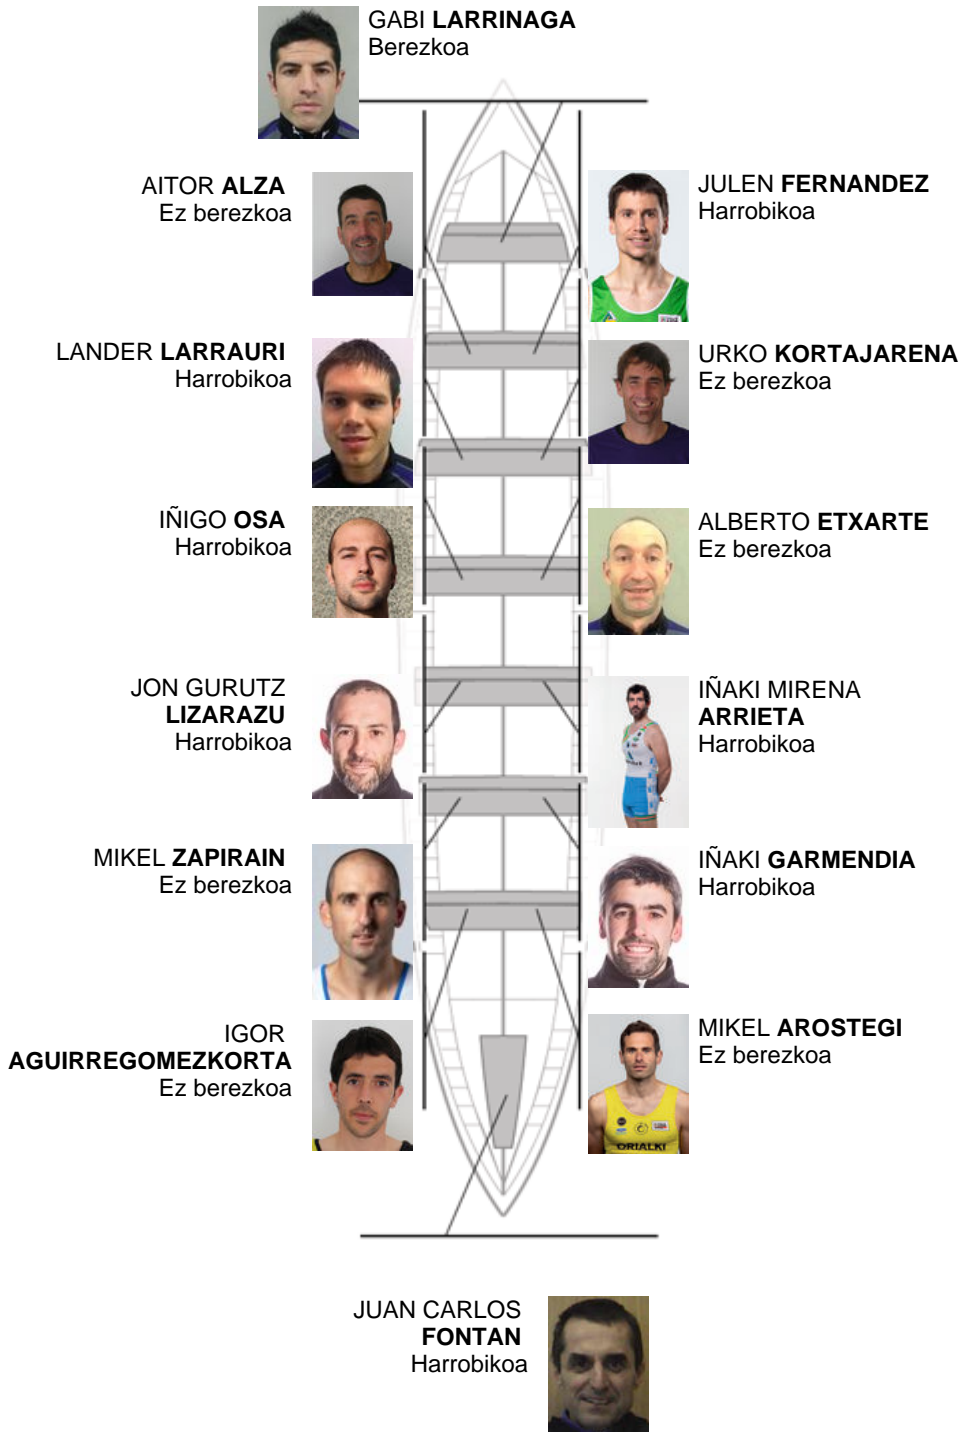 GABI LARRINAGA
Berezkoa
AITOR ALZA
Ez berezkoa
JULEN FERNANDEZ
Harrobikoa
LANDER LARRAURI
Harrobikoa
URKO KORTAJARENA
Ez berezkoa
IÑIGO OSA
Harrobikoa
ALBERTO ETXARTE
Ez berezkoa
JON GURUTZ
LIZARAZU
Harrobikoa
IÑAKI MIRENA
ARRIETA
Harrobikoa
MIKEL ZAPIRAIN
Ez berezkoa
IÑAKI GARMENDIA
Harrobikoa
IGOR
AGUIRREGOMEZKORTA
Ez berezkoa
MIKEL AROSTEGI
Ez berezkoa
ORIALKI
JUAN CARLOS
FONTAN
Harrobikoa